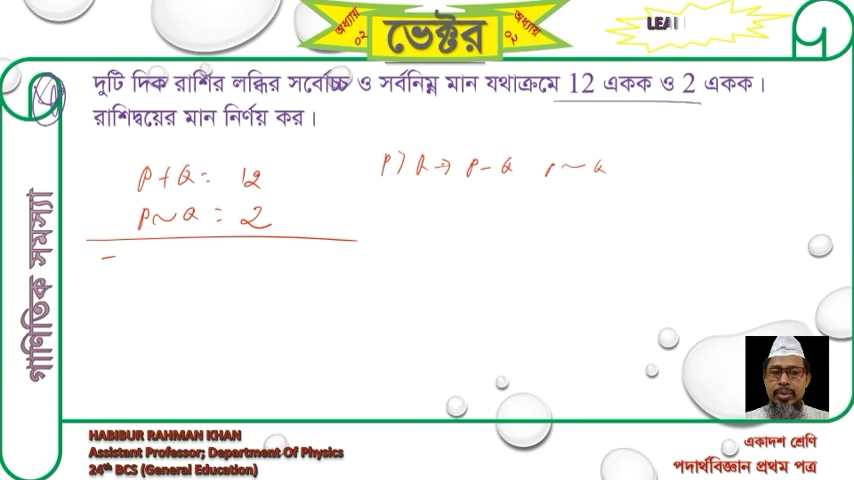 অধ্যায় ০২
ভেক্টর
অধ্যায় ০২
LEA
দুটি দিক রাশির লব্ধির সর্বোচ্চ ও সর্বনিম্ন মান যথাক্রমে 12 একক ও 2 একক।
রাশিদ্বয়ের মান নির্ণয় কর।
P + Q = 12
P > Q → P - Q P ~ Q
P ~ Q = 2
গাণিতিক সমস্যা
HABIBUR RAHMAN KHAN
Assistant Professor; Department Of Physics
24th BCS (General Education)
একাদশ শ্রেণি
পদার্থবিজ্ঞান প্রথম পত্র